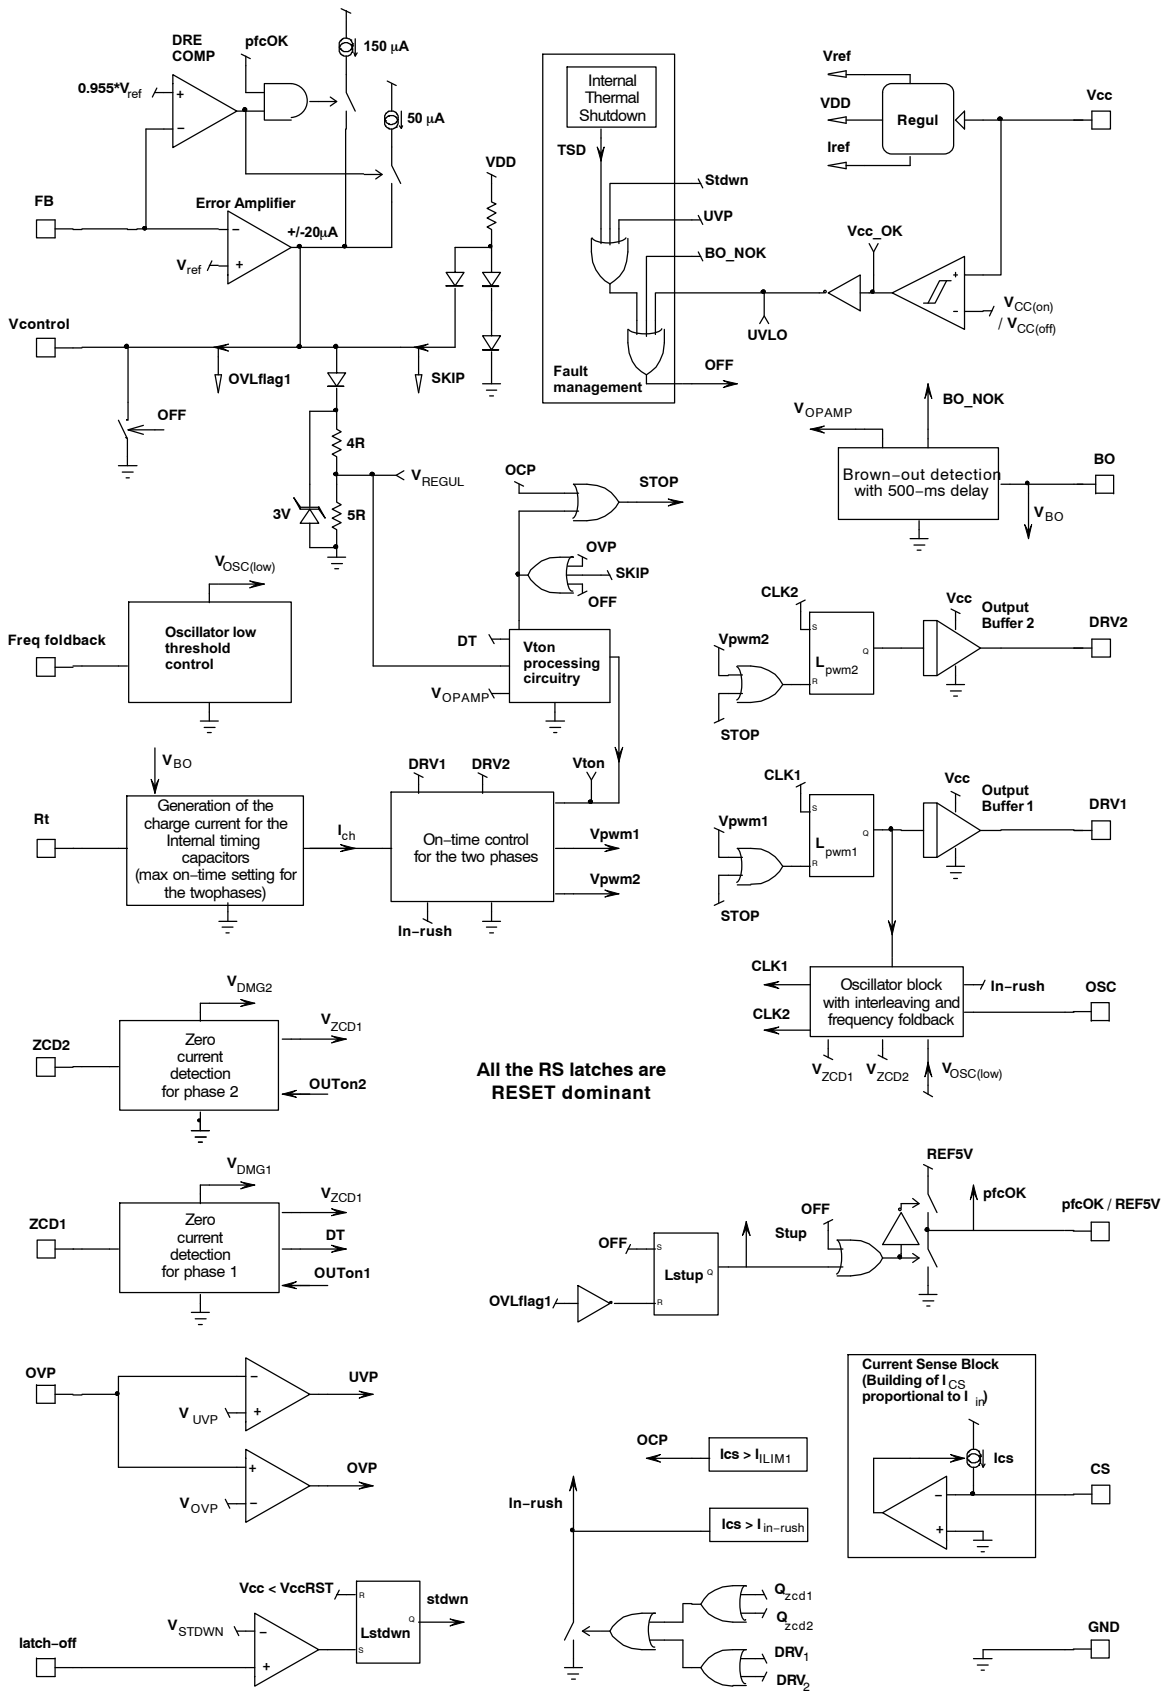 DRE
COMP
pfcOK
150 µA
0.955*Vref
+
−
50 µA
FB
Error Amplifier
+/-20µA
−
Vref
+
VDD
Vcontrol
OVLflag1
SKIP
OFF
4R
VREGUL
3V
5R
Internal
Thermal
Shutdown
TSD
Stdwn
UVP
BO_NOK
UVLO
OFF
Fault
management
Vref
VDD
Iref
Regul
Vcc
Vcc_OK
+
−
VCC(on)
/ VCC(off)
BO_NOK
VOPAMP
Brown-out detection
with 500−ms delay
BO
VBO
OCP
STOP
OVP
SKIP
OFF
DT
Vton
processing
circuitry
VOPAMP
VOSC(low)
Freq foldback
Oscillator low
threshold
control
CLK2
Vpwm2
S
Q
Lpwm2
R
STOP
Vcc
Output
Buffer 2
DRV2
VBO
Rt
Generation of the
charge current for the
Internal timing
capacitors
(max on−time setting for
the twophases)
Ich
DRV1
DRV2
Vton
On−time control
for the two phases
Vpwm1
Vpwm2
In−rush
CLK1
Vpwm1
S
Q
Lpwm1
R
STOP
Vcc
Output
Buffer 1
DRV1
CLK1
CLK2
Oscillator block
with interleaving and
frequency foldback
In−rush
OSC
VZCD1
VZCD2
VOSC(low)
VDMG2
VZCD1
ZCD2
Zero
current
detection
for phase 2
OUTon2
All the RS latches are
RESET dominant
VDMG1
VZCD1
ZCD1
Zero
current
detection
for phase 1
DT
OUTon1
OFF
S
Lstup
Q
R
OVLflag1
Stup
OFF
REF5V
pfcOK
pfcOK / REF5V
OVP
−
VUVP
+
UVP
+
VOVP
−
OVP
OCP
Ics > IILIM1
In−rush
Ics > Iin−rush
Current Sense Block
(Building of ICS
proportional to Iin)
Ics
−
+
CS
Vcc < VccRST
R
Q
Lstdwn
S
stdwn
VSTDWN
−
latch−off
+
Qzcd1
Qzcd2
DRV1
DRV2
GND